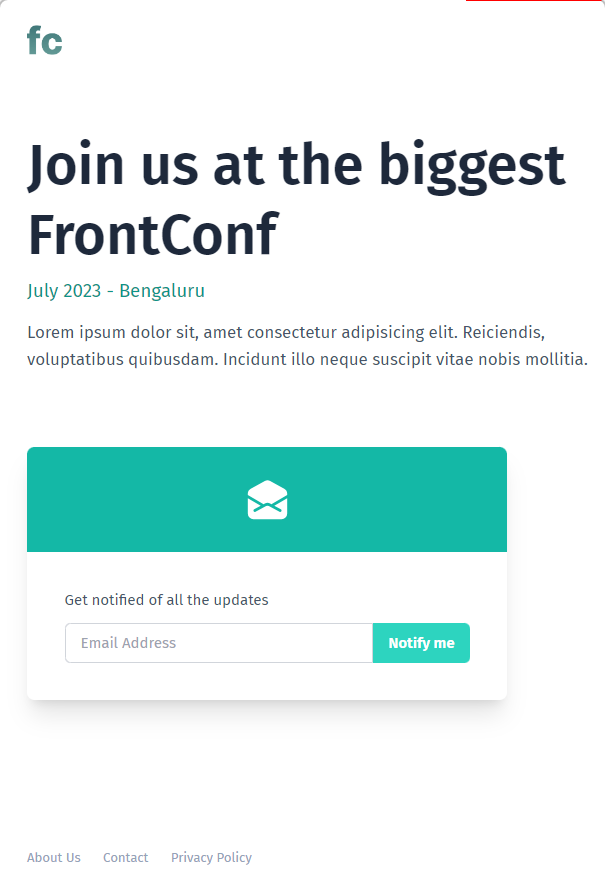 fc
Join us at the biggest
FrontConf
July 2023 - Bengaluru
Lorem ipsum dolor sit, amet consectetur adipisicing elit. Reiciendis,
voluptatibus quibusdam. Incidunt illo neque suscipit vitae nobis mollitia.
Get notified of all the updates
Email Address
Notify me
About Us
Contact
Privacy Policy